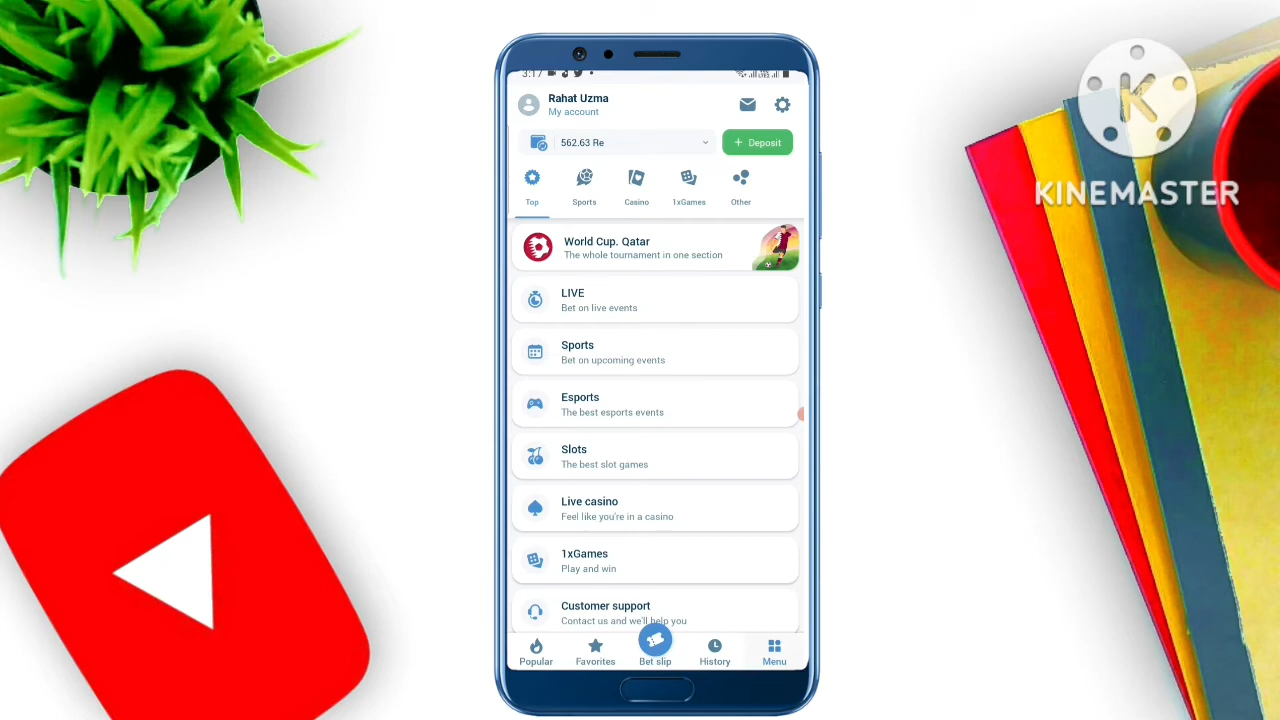 3:17
Rahat Uzma
My account
562.63 Re
+ Deposit
Top
Sports
Casino
1xGames
Other
World Cup. Qatar
The whole tournament in one section
LIVE
Bet on live events
Sports
Bet on upcoming events
Esports
The best esports events
Slots
The best slot games
Live casino
Feel like you're in a casino
1xGames
Play and win
Customer support
Contact us and we'll help you
Popular
Favorites
Bet slip
History
Menu
K
KINEMASTER